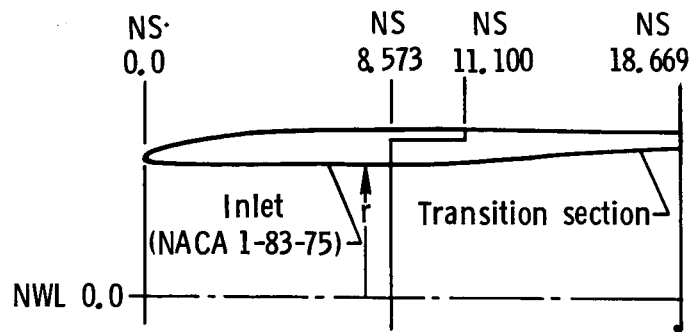 NS NS NS NS
0.0 8.573 11.100 18.669
r
Inlet
(NACA 1-83-75)
Transition section
NWL 0.0